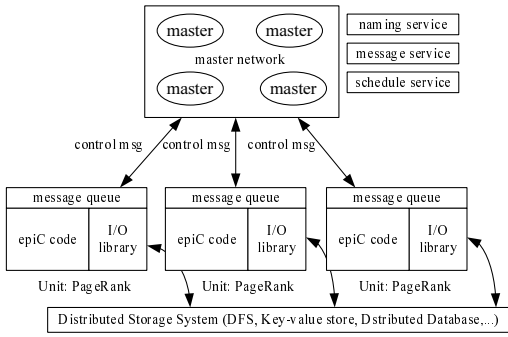 master
master
naming service
master network
message service
master
master
schedule service
control msg
control msg
control msg
message queue
message queue
message queue
epiC code
I/O
library
epiC code
I/O
library
epiC code
I/O
library
Unit: PageRank
Unit: PageRank
Unit: PageRank
Distributed Storage System (DFS, Key-value store, Dstributed Database,...)